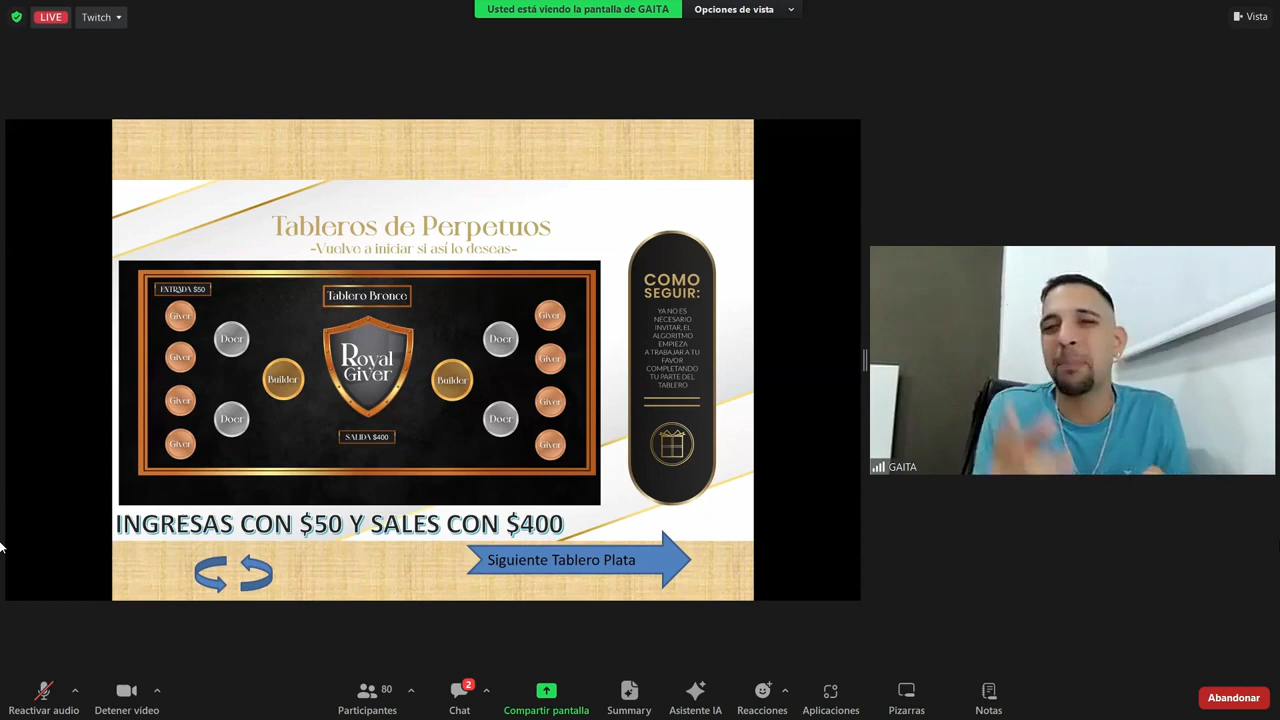 LIVE
Twitch
Usted está viendo la pantalla de GAITA
Opciones de vista
Vista
Tableros de Perpetuos
-Vuelve a iniciar si así lo deseas-
ENTRADA $50
Tablero Bronce
Giver
Giver
Giver
Giver
Doer
Doer
Builder
Royal
Giver
Builder
Doer
Doer
Giver
Giver
Giver
Giver
SALIDA $400
COMO
SEGUIR:
YA NO ES
NECESARIO
INVITAR, EL
ALGORITMO
EMPIEZA
A TRABAJAR A TU
FAVOR
COMPLETANDO
TU PARTE DEL
TABLERO
INGRESAS CON $50 Y SALES CON $400
Siguiente Tablero Plata
GAITA
Reactivar audio
Detener vídeo
80
Participantes
2
Chat
Compartir pantalla
Summary
Asistente IA
Reacciones
Aplicaciones
Pizarras
Notas
Abandonar